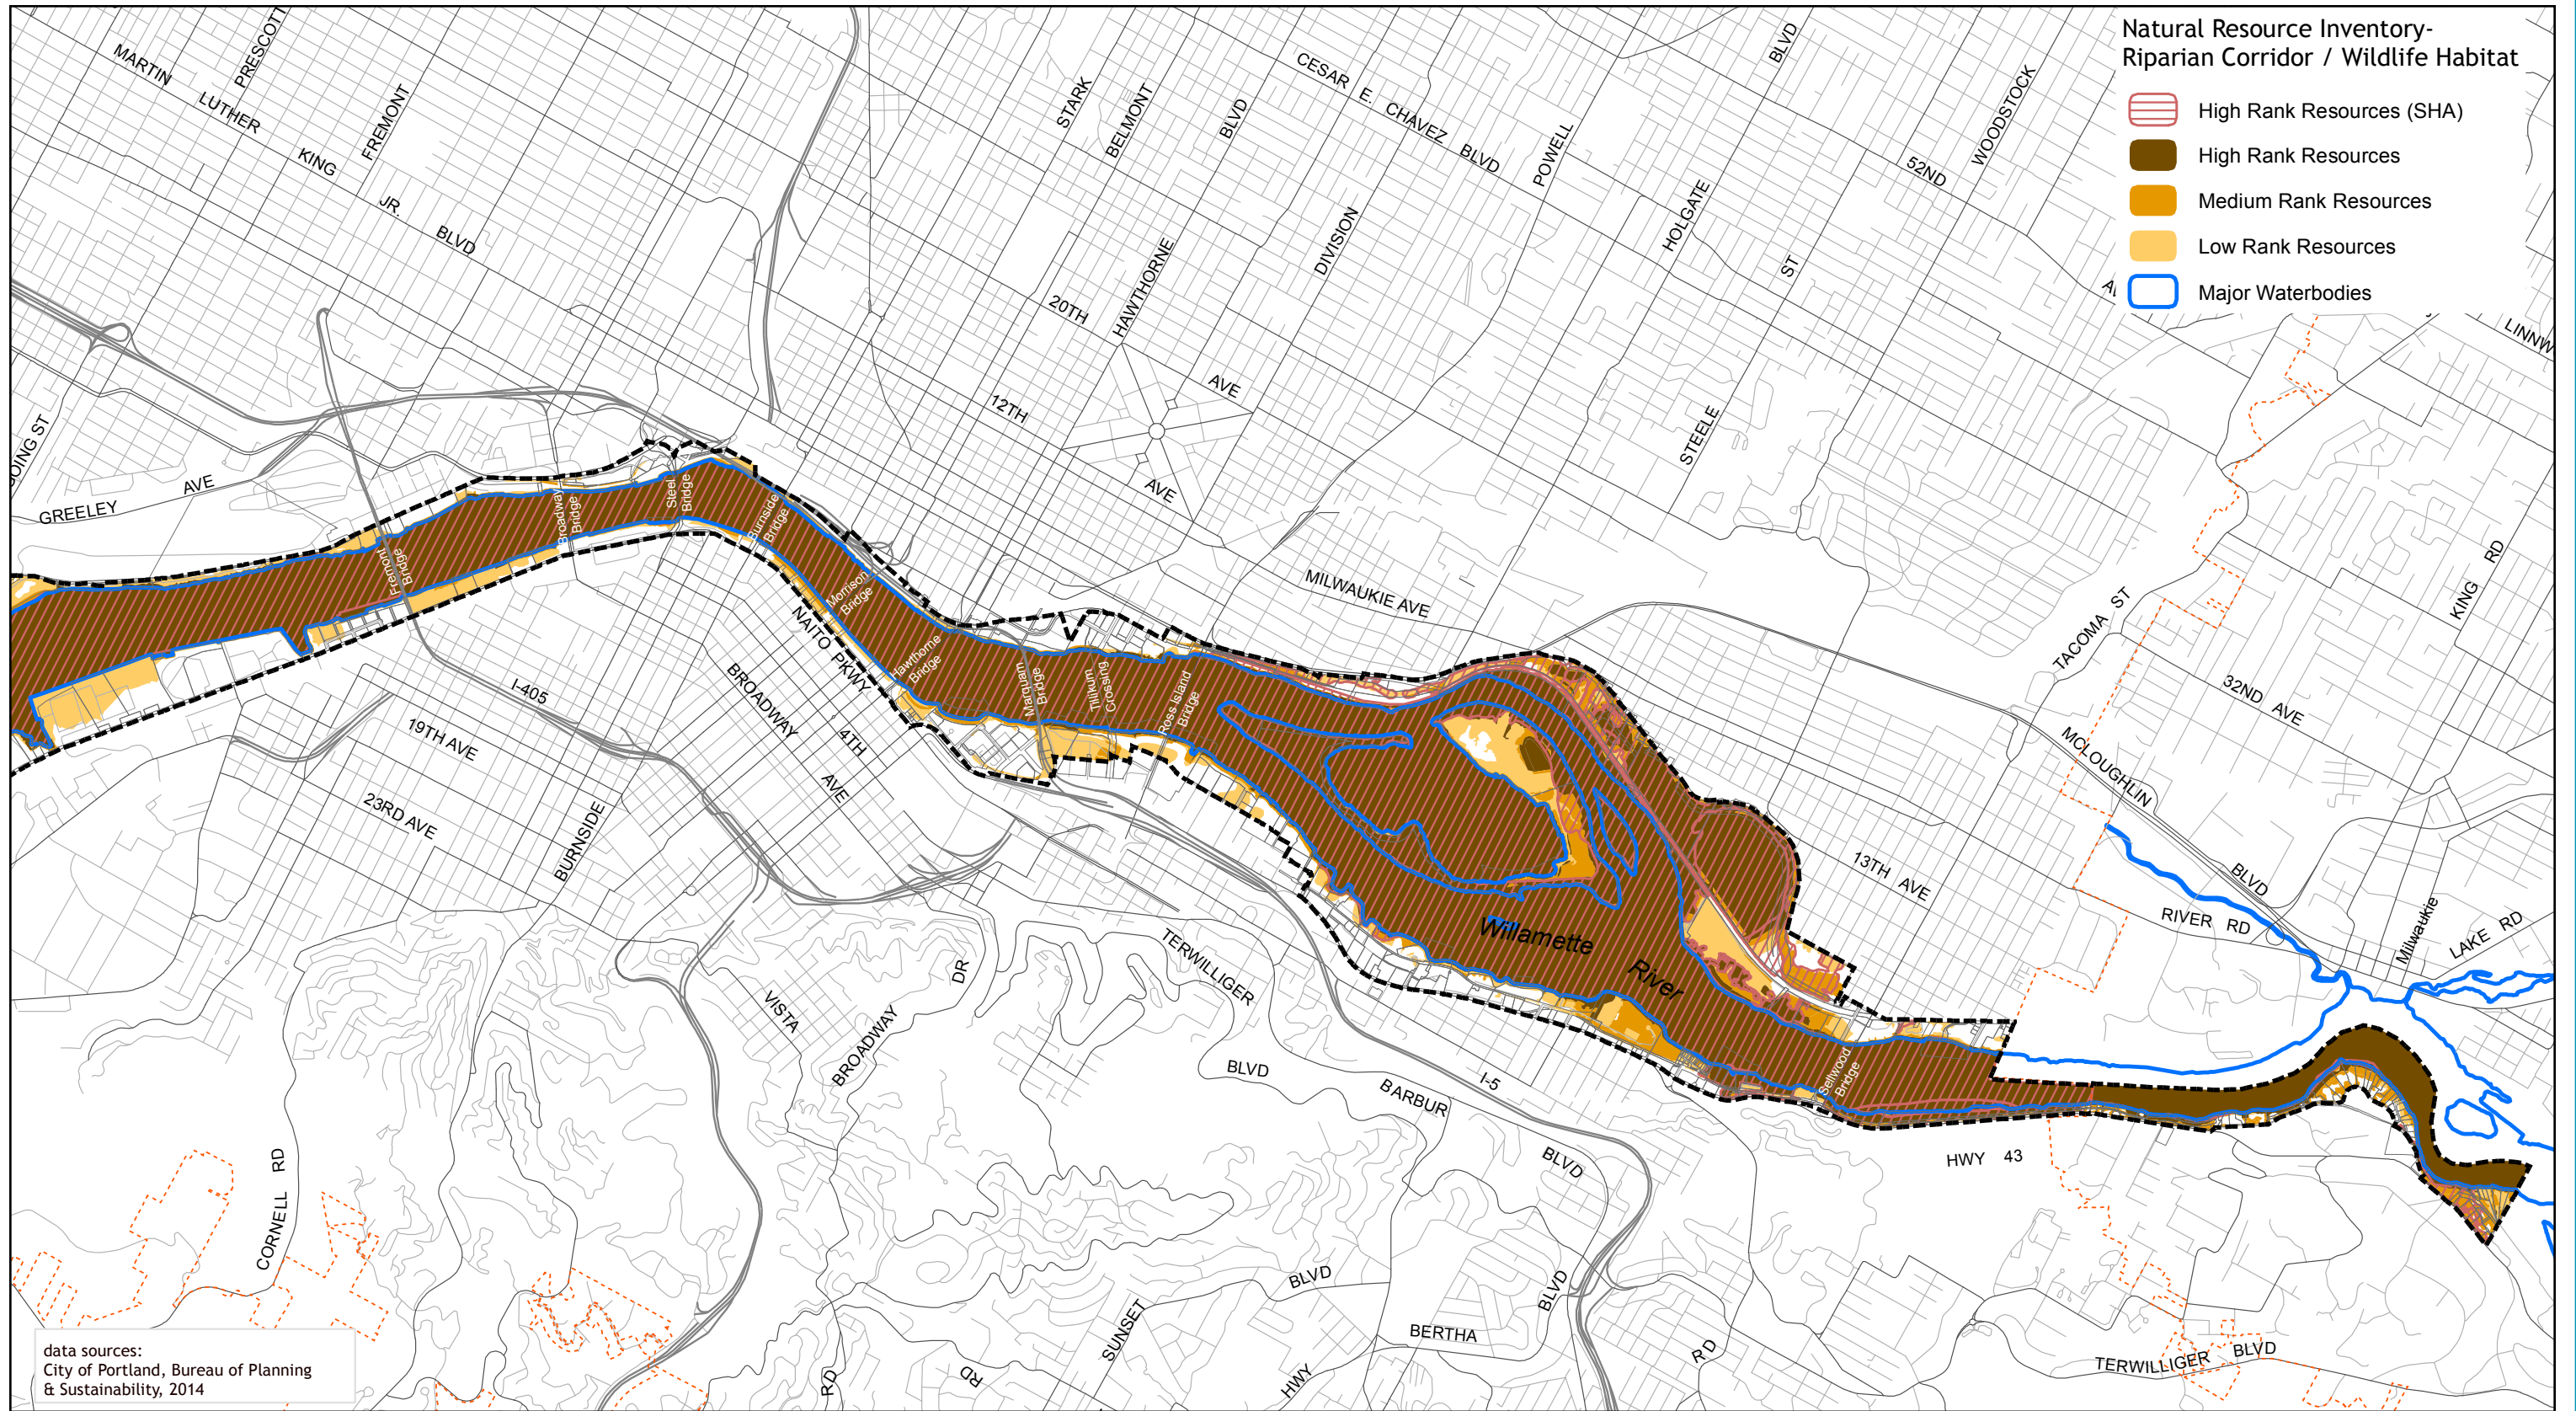 Natural Resource Inventory-
Riparian Corridor / Wildlife Habitat
High Rank Resources (SHA)
High Rank Resources
Medium Rank Resources
Low Rank Resources
Major Waterbodies
MARTIN
LUTHER
KING
JR.
BLVD
PRESCOTT
FREMONT
STARK
BELMONT
BLVD
HAWTHORNE
DIVISION
CESAR
E.
CHAVEZ
BLVD
POWELL
BLVD
HOLGATE
ST
WOODSTOCK
52ND
STEELE
LINNW
20TH
AVE
12TH
AVE
GREELEY
AVE
MILWAUKIE AVE
TACOMA ST
KING
RD
32ND
AVE
MCLOUGHLIN
BLVD
13TH
AVE
RIVER
RD
Milwaukie
LAKE
RD
Fremont
Bridge
Broadway
Bridge
Steel
Bridge
Burnside
Bridge
Morrison
Bridge
Hawthorne
Bridge
Marquam
Bridge
Tilikum
Crossing
Ross Island
Bridge
Sellwood
Bridge
Willamette
River
NAITO PKWY
BROADWAY
4TH
AVE
I-405
19TH AVE
23RD AVE
BURNSIDE
VISTA
BROADWAY
DR
TERWILLIGER
BLVD
BARBUR
BLVD
I-5
HWY 43
CORNELL
RD
RD
SUNSET
BLVD
RD
HWY
BERTHA
BLVD
RD
TERWILLIGER
BLVD
data sources:
City of Portland, Bureau of Planning
& Sustainability, 2014